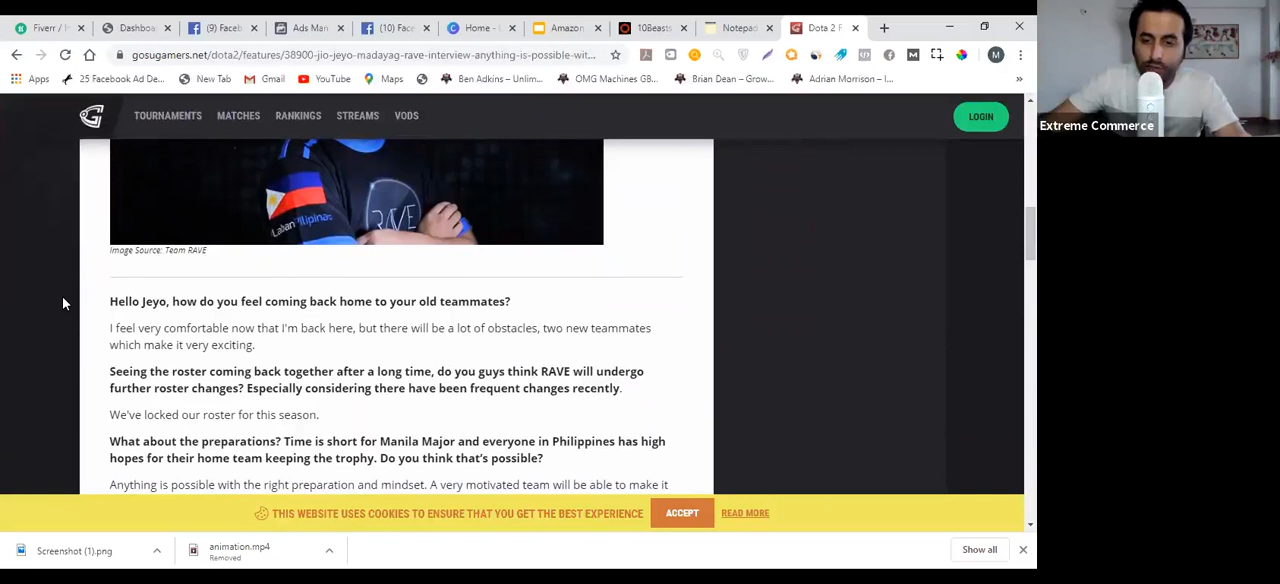 Fiverr / I
Dashboa
(9) Faceb
Ads Man
(10) Face
Home -
Amazon
10Beasts
Notepad
Dota 2 F
gosugamers.net/dota2/features/38900-jio-jeyo-madayag-rave-interview-anything-is-possible-wit...
M
Apps
25 Facebook Ad De...
New Tab
Gmail
YouTube
Maps
Ben Adkins – Unlim...
OMG Machines GB...
Brian Dean – Grow...
Adrian Morrison – I...
»
TOURNAMENTS
MATCHES
RANKINGS
STREAMS
VODS
LOGIN
Extreme Commerce
RAVE
Laban Pilipinas
Image Source: Team RAVE
Hello Jeyo, how do you feel coming back home to your old teammates?
I feel very comfortable now that I'm back here, but there will be a lot of obstacles, two new teammates
which make it very exciting.
Seeing the roster coming back together after a long time, do you guys think RAVE will undergo
further roster changes? Especially considering there have been frequent changes recently.
We've locked our roster for this season.
What about the preparations? Time is short for Manila Major and everyone in Philippines has high
hopes for their home team keeping the trophy. Do you think that's possible?
Anything is possible with the right preparation and mindset. A very motivated team will be able to make it
THIS WEBSITE USES COOKIES TO ENSURE THAT YOU GET THE BEST EXPERIENCE
ACCEPT
READ MORE
Screenshot (1).png
animation.mp4
Removed
Show all